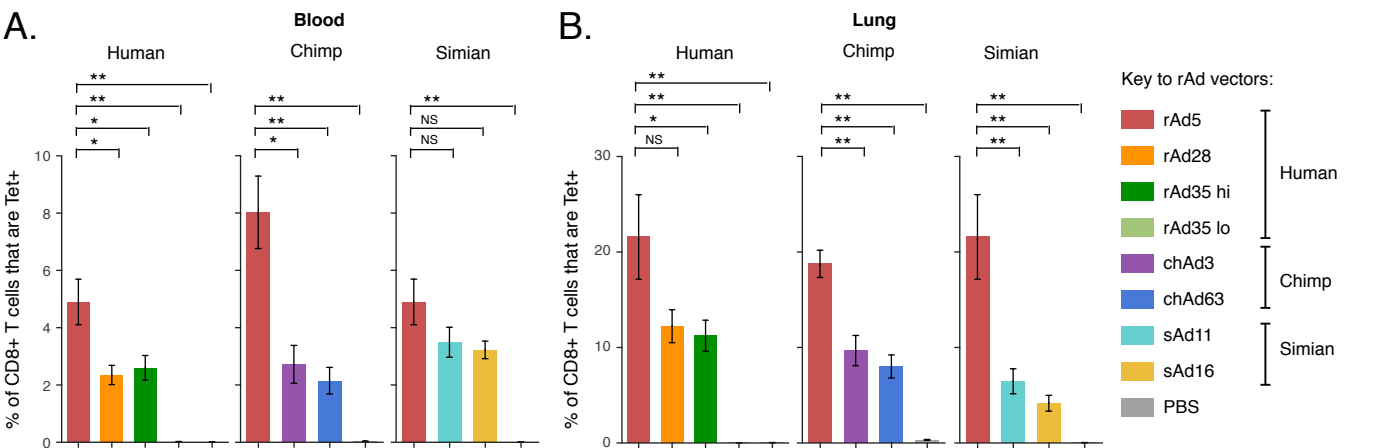 A.
Blood
Human
Chimp
Simian
**
**
*
*
**
**
*
**
NS
NS
% of CD8+ T cells that are Tet+
10
8
6
4
2
0
B.
Lung
Human
Chimp
Simian
**
**
*
NS
**
**
**
**
**
**
% of CD8+ T cells that are Tet+
30
20
10
0
Key to rAd vectors:
rAd5
rAd28
rAd35 hi
rAd35 lo
Human
chAd3
chAd63
Chimp
sAd11
sAd16
Simian
PBS